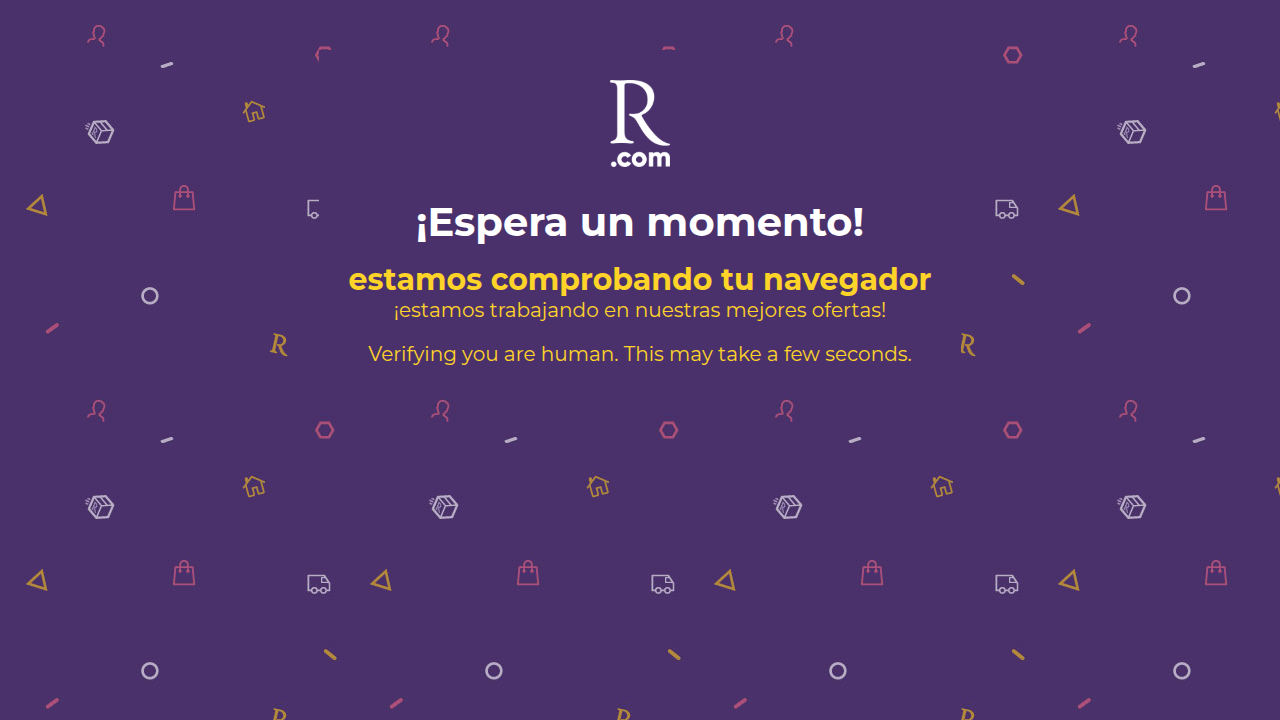 R
.com
¡Espera un momento!
estamos comprobando tu navegador
¡estamos trabajando en nuestras mejores ofertas!
Verifying you are human. This may take a few seconds.
R
R
R
R
R